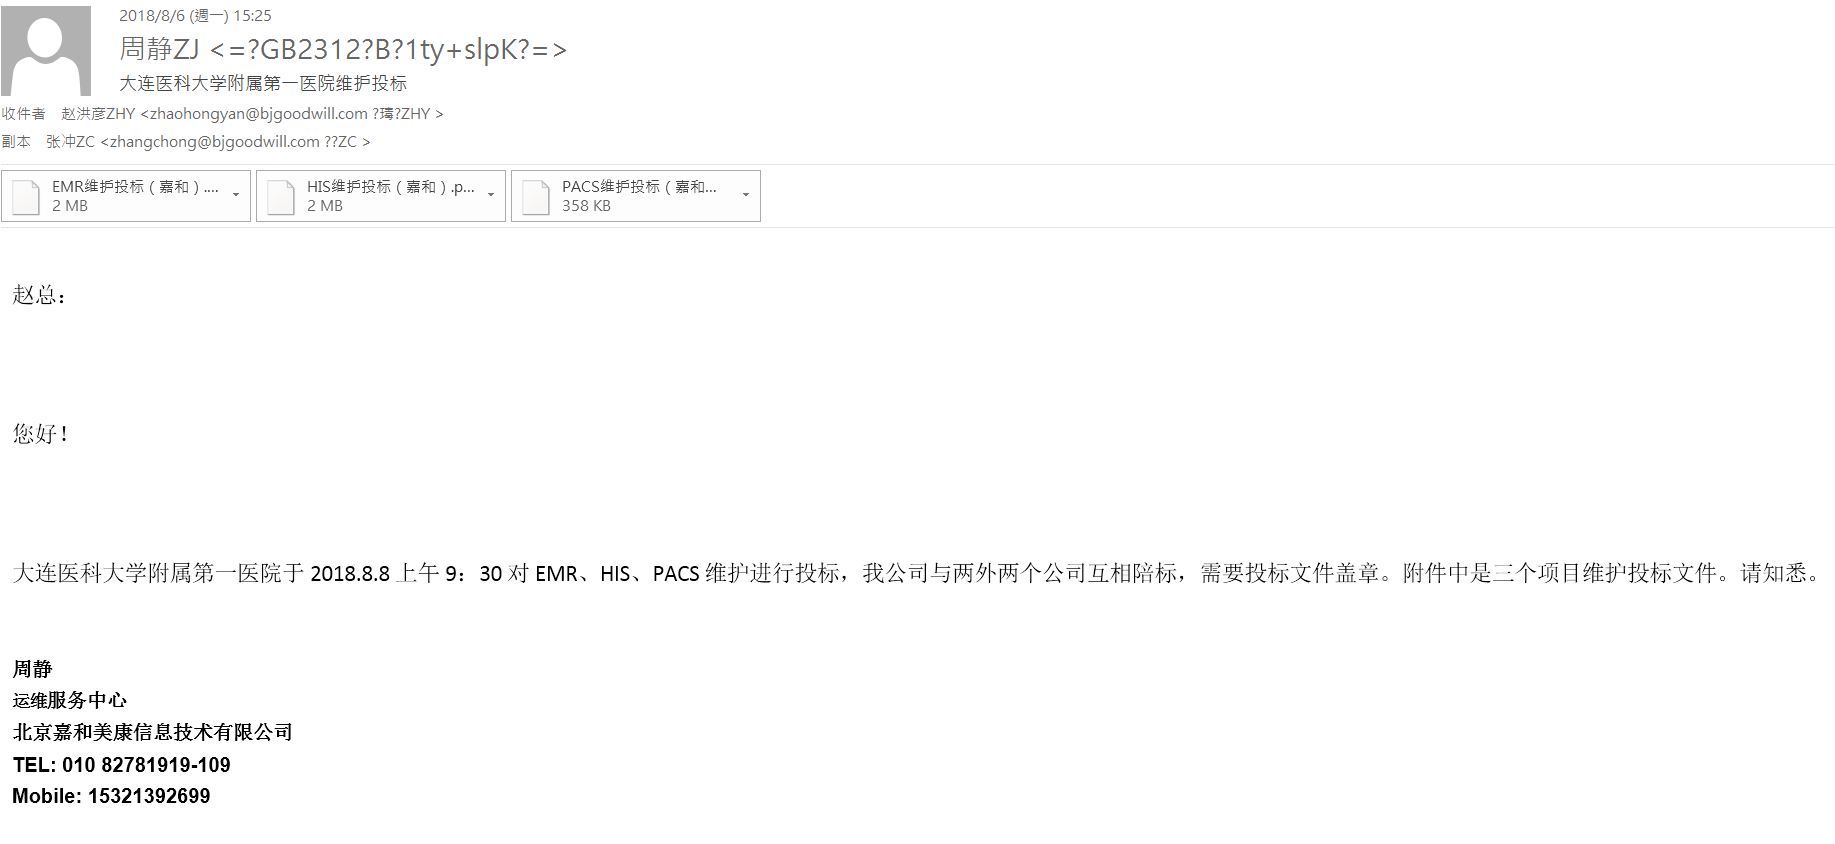 2018/8/6 (週一) 15:25
周静ZJ <=?GB2312?B?1ty+slpK?=>
大连医科大学附属第一医院维护投标
收件者 赵洪彦ZHY <zhaohongyan@bjgoodwill.com ?瑇?ZHY >
副本 张冲ZC <zhangchong@bjgoodwill.com ??ZC >
EMR维护投标（嘉和）....
2 MB
HIS维护投标（嘉和）.p...
2 MB
PACS维护投标（嘉和...
358 KB
赵总：
您好！
大连医科大学附属第一医院于 2018.8.8 上午 9：30 对 EMR、HIS、PACS 维护进行投标，我公司与两外两个公司互相陪标，需要投标文件盖章。附件中是三个项目维护投标文件。请知悉。
周静
运维服务中心
北京嘉和美康信息技术有限公司
TEL: 010 82781919-109
Mobile: 15321392699